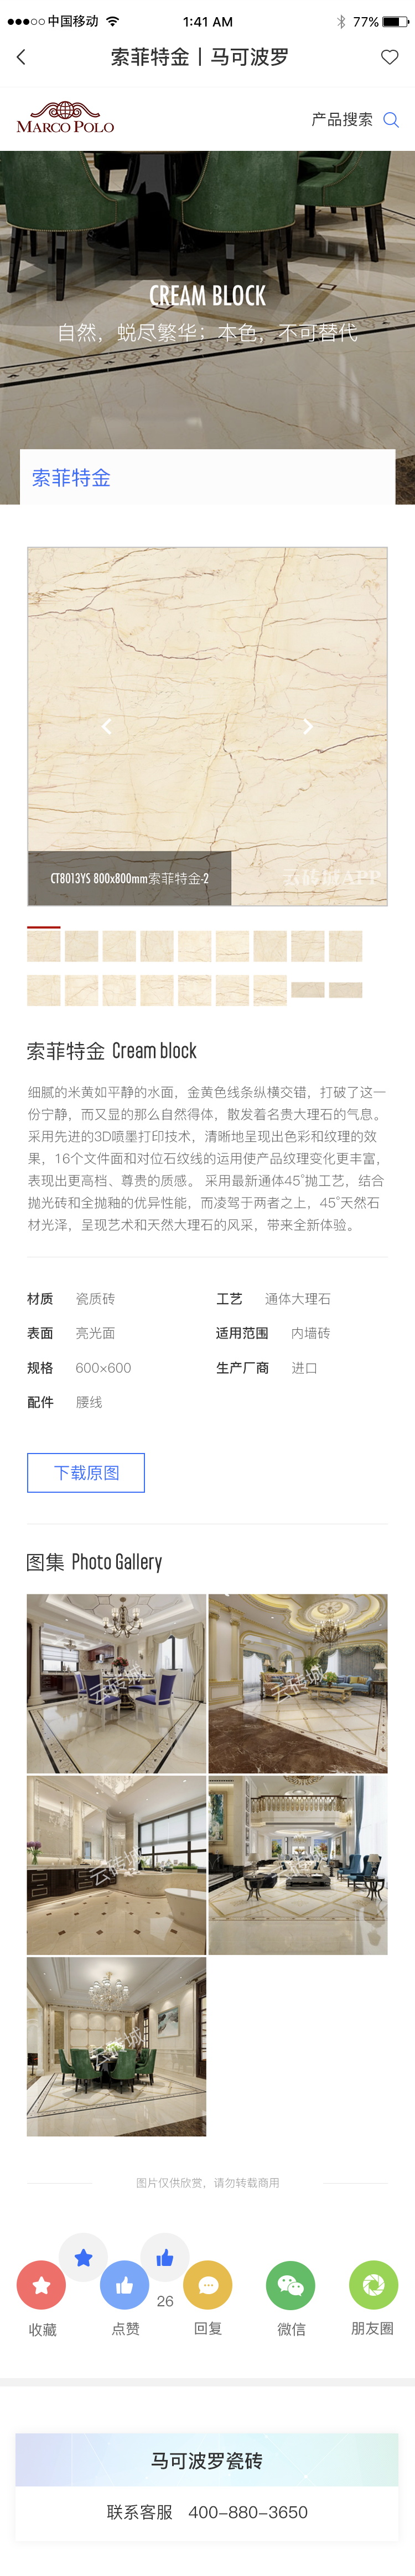 中国移动
1:41 AM
77%
索菲特金丨马可波罗
MARCO POLO
产品搜索
CREAM BLOCK
自然，蜕尽繁华；本色，不可替代
索菲特金
CT8013YS 800x800mm索菲特金-2
云砖城APP
索菲特金 Cream block
细腻的米黄如平静的水面，金黄色线条纵横交错，打破了这一
份宁静，而又显的那么自然得体，散发着名贵大理石的气息。
采用先进的3D喷墨打印技术，清晰地呈现出色彩和纹理的效
果，16个文件面和对位石纹线的运用使产品纹理变化更丰富，
表现出更高档、尊贵的质感。 采用最新通体45°抛工艺，结合
抛光砖和全抛釉的优异性能，而凌驾于两者之上，45°天然石
材光泽，呈现艺术和天然大理石的风采，带来全新体验。
材质 瓷质砖 工艺 通体大理石
表面 亮光面 适用范围 内墙砖
规格 600×600 生产厂商 进口
配件 腰线
下载原图
图集 Photo Gallery
云砖城
云砖城
云砖城
云砖城
云砖城
图片仅供欣赏，请勿转载商用
26
收藏 点赞 回复 微信 朋友圈
马可波罗瓷砖
联系客服 400-880-3650